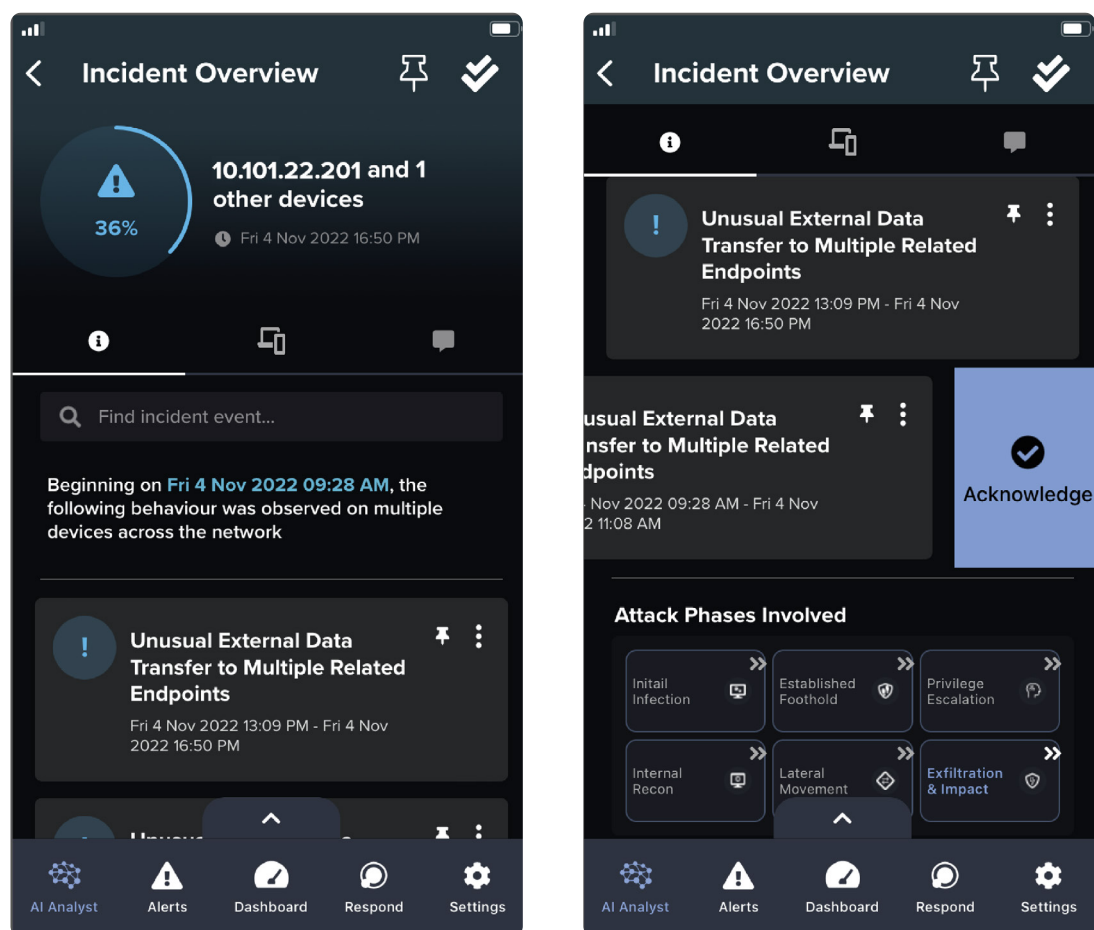 Incident Overview
36%
10.101.22.201 and 1
other devices
Fri 4 Nov 2022 16:50 PM
Find incident event...
Beginning on Fri 4 Nov 2022 09:28 AM, the
following behaviour was observed on multiple
devices across the network
Unusual External Data
Transfer to Multiple Related
Endpoints
Fri 4 Nov 2022 13:09 PM - Fri 4 Nov
2022 16:50 PM
AI Analyst
Alerts
Dashboard
Respond
Settings
Incident Overview
Unusual External Data
Transfer to Multiple Related
Endpoints
Fri 4 Nov 2022 13:09 PM - Fri 4 Nov
2022 16:50 PM
usual External Data
nsfer to Multiple Related
dpoints
Nov 2022 09:28 AM - Fri 4 Nov
2 11:08 AM
Acknowledge
Attack Phases Involved
Initail
Infection
Established
Foothold
Privilege
Escalation
Internal
Recon
Lateral
Movement
Exfiltration
& Impact
AI Analyst
Alerts
Dashboard
Respond
Settings